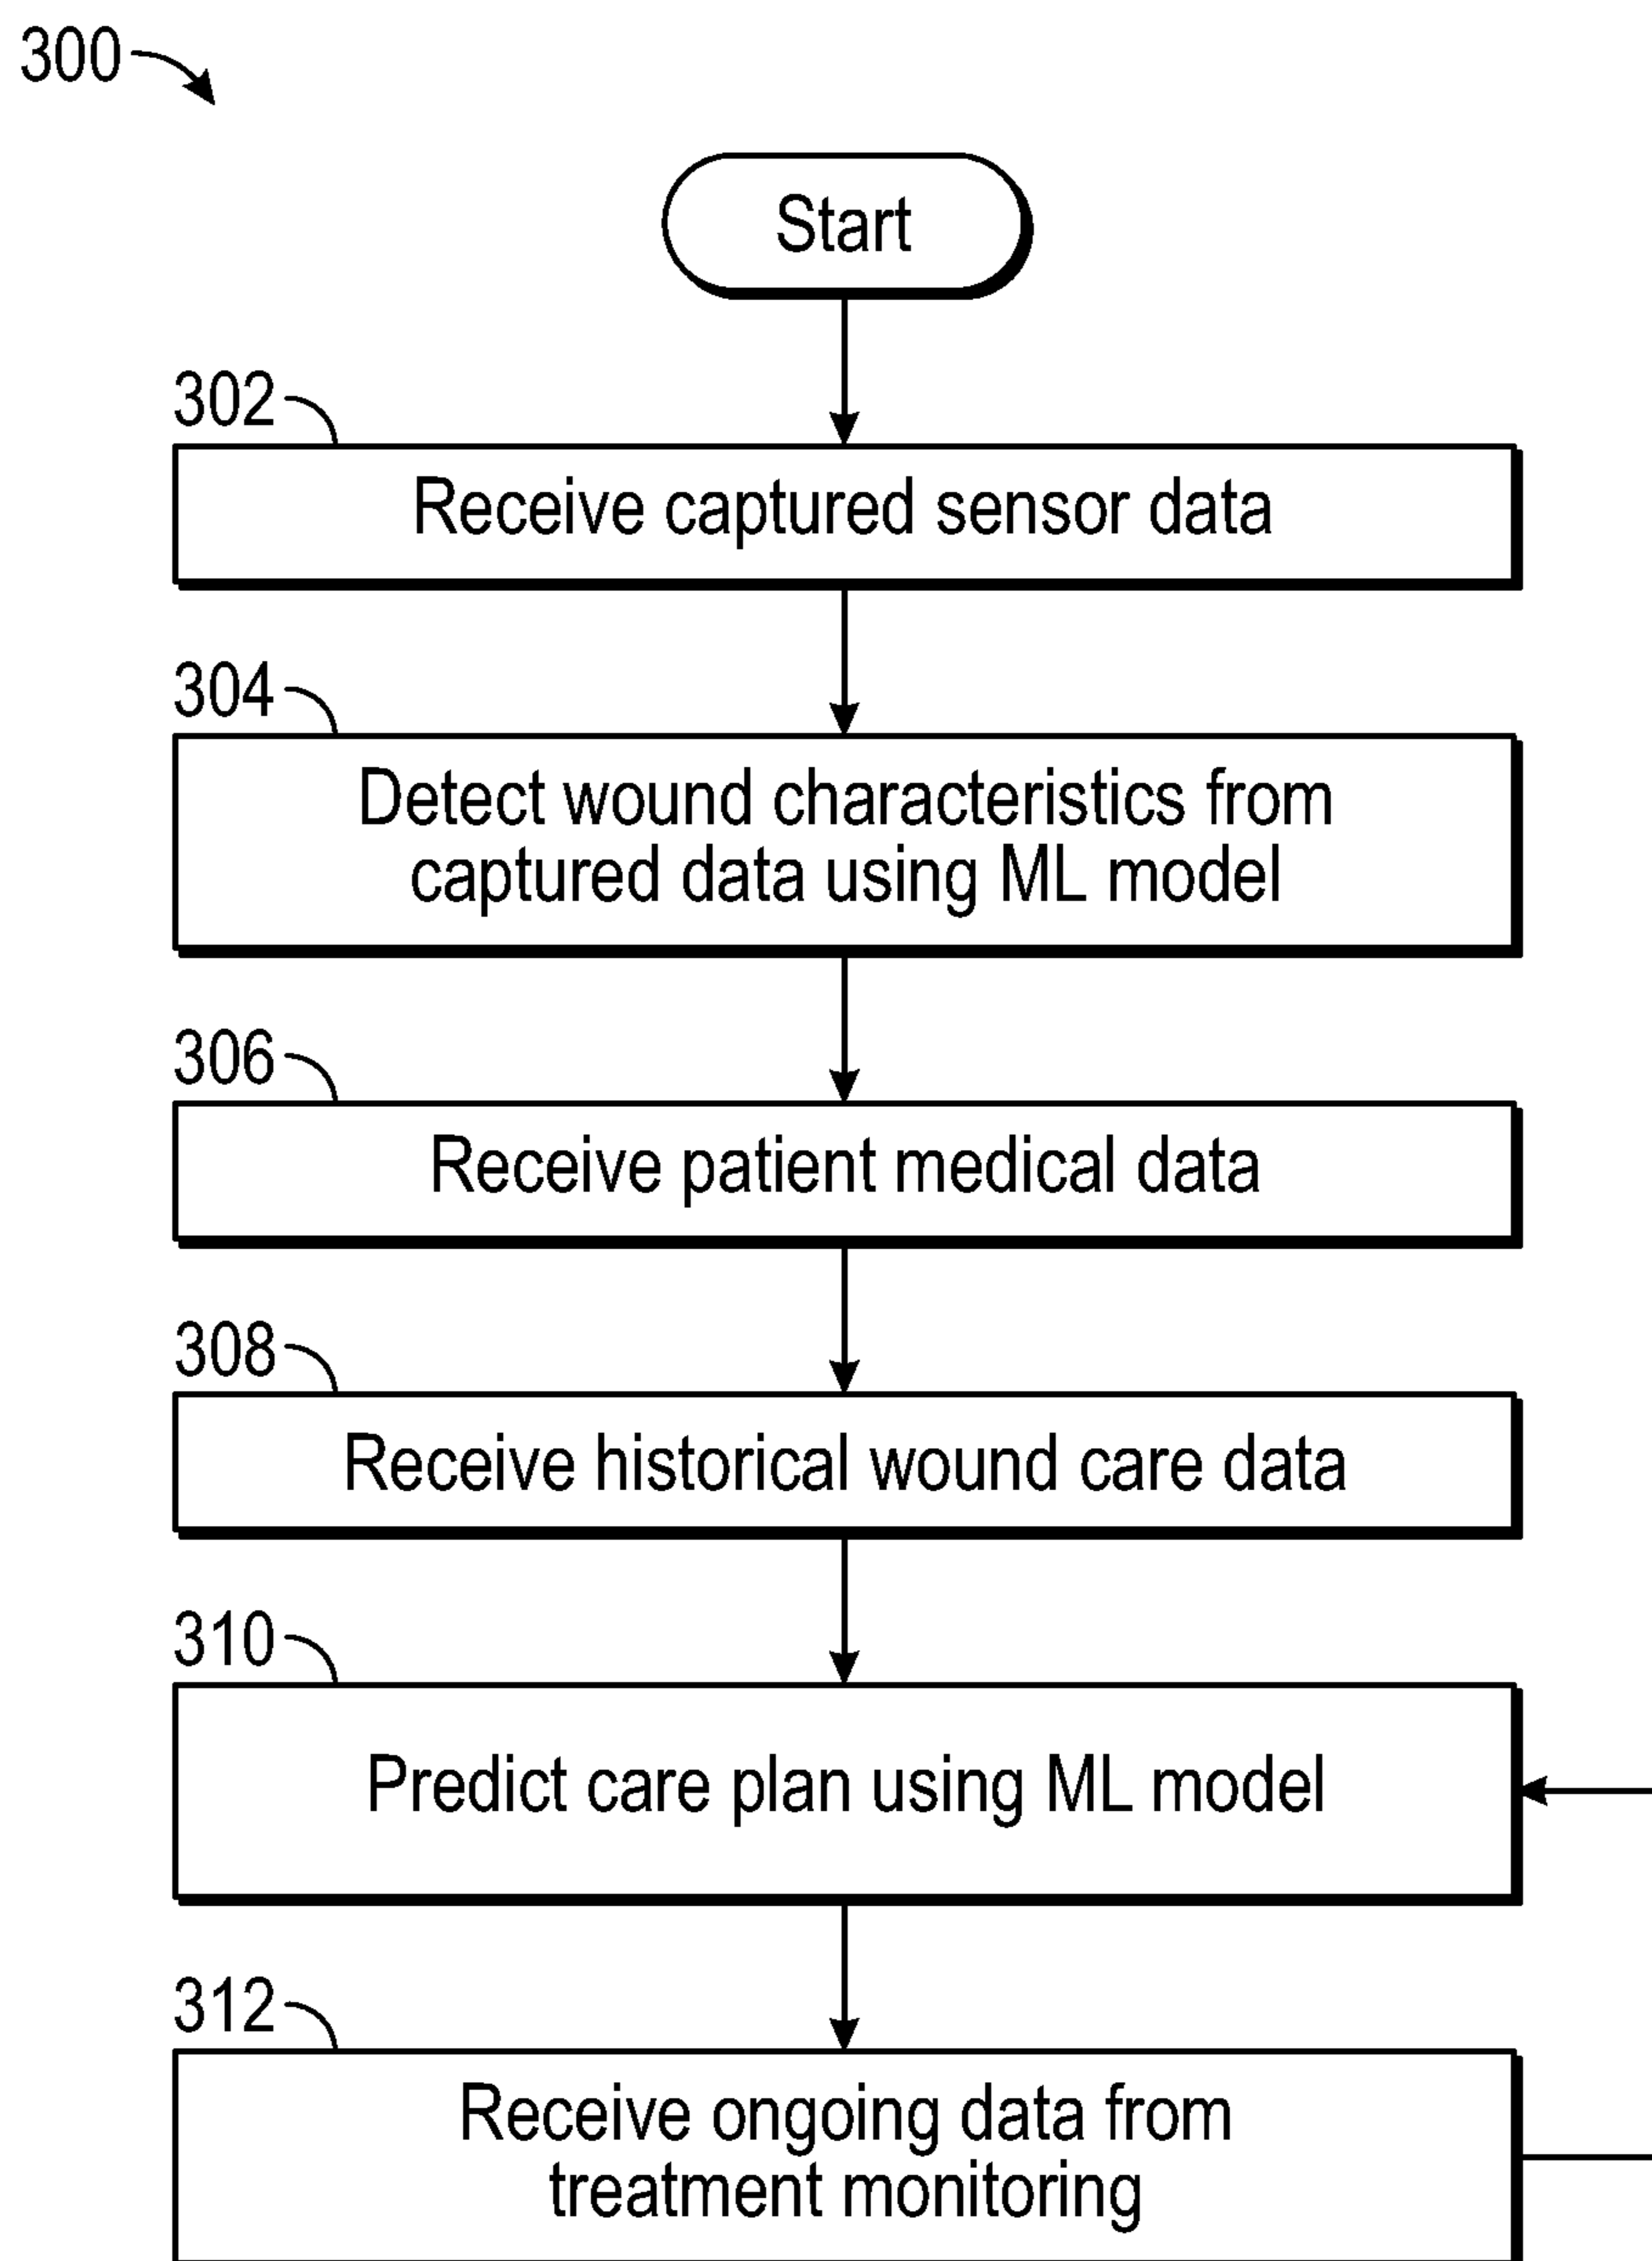 300
Start
302
Receive captured sensor data
304
Detect wound characteristics from
captured data using ML model
306
Receive patient medical data
308
Receive historical wound care data
310
Predict care plan using ML model
312
Receive ongoing data from
treatment monitoring